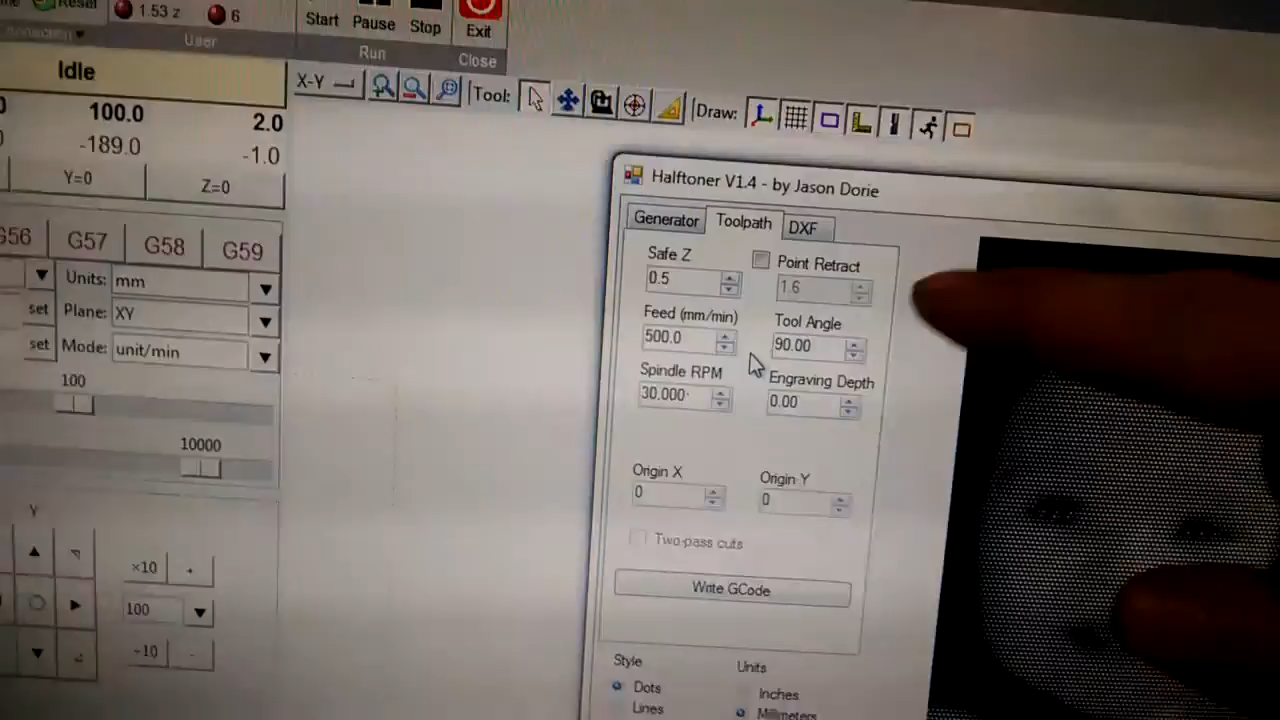 Reset
1.53 z
6
User
Start
Pause
Stop
Exit
Run
Close
Idle
X-Y
Tool:
Draw:
100.0
2.0
-189.0
-1.0
Y=0
Z=0
G56
G57
G58
G59
Units: mm
set
Plane: XY
set
Mode: unit/min
100
10000
Y
×10
+
100
÷10
-
Halftoner V1.4 - by Jason Dorie
Generator
Toolpath
DXF
Safe Z
Point Retract
0.5
1.6
Feed (mm/min)
Tool Angle
500.0
90.00
Spindle RPM
Engraving Depth
30.000
0.00
Origin X
Origin Y
0
0
Two-pass cuts
Write GCode
Style
Units
Dots
Inches
Lines
Millimeters